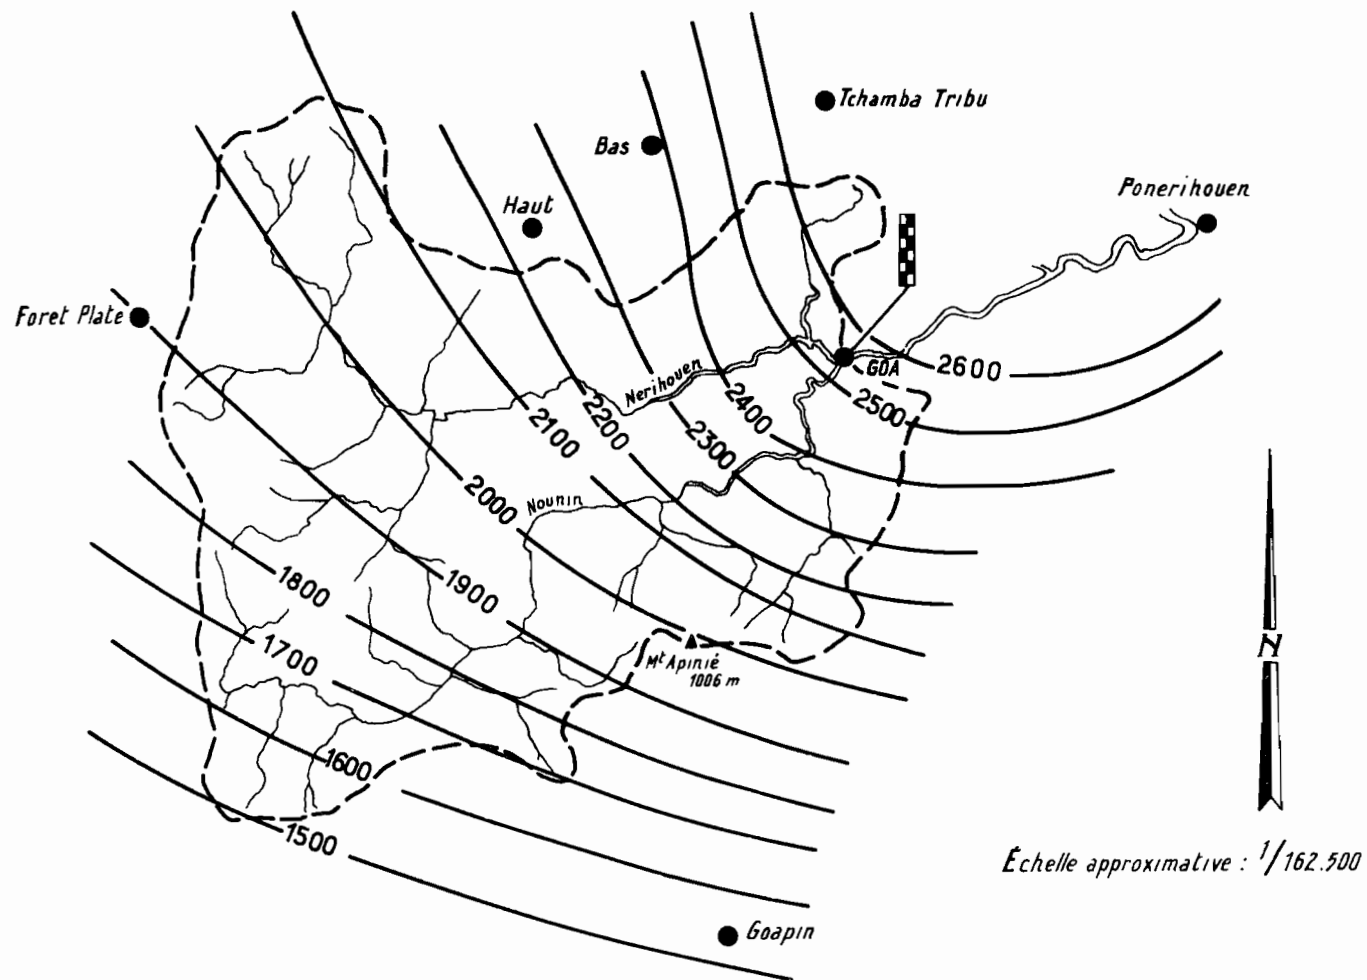 Tchamba Tribu
Bas
Ponerihouen
Haut
Foret Plate
GOA
2600
Nerihouen
2500
2400
2200
2100
2300
2000
Nounin
1900
1800
1700
Mt Apinié
1006 m
1600
1500
N
Échelle approximative : 1/162.500
Goapin